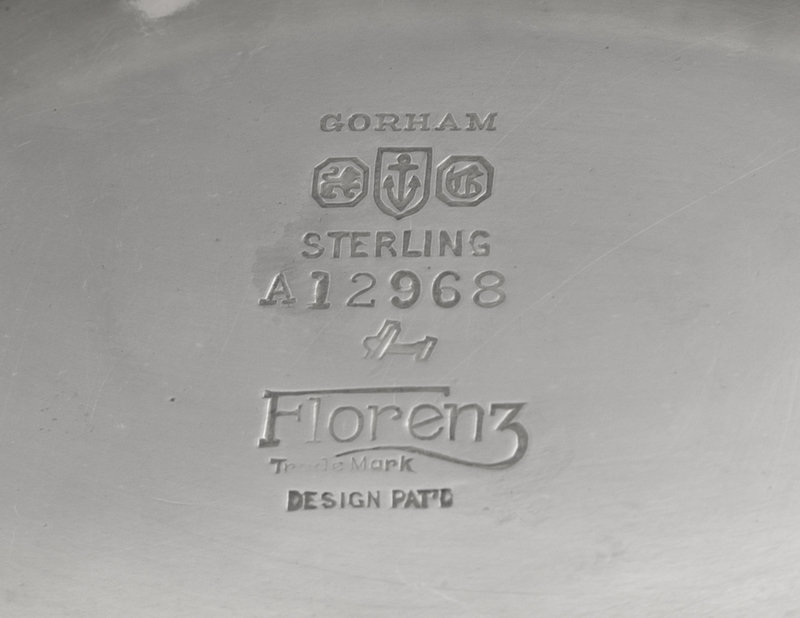 GORHAM
STERLING
A12968
Florenz
Trade Mark
DESIGN PAT'D